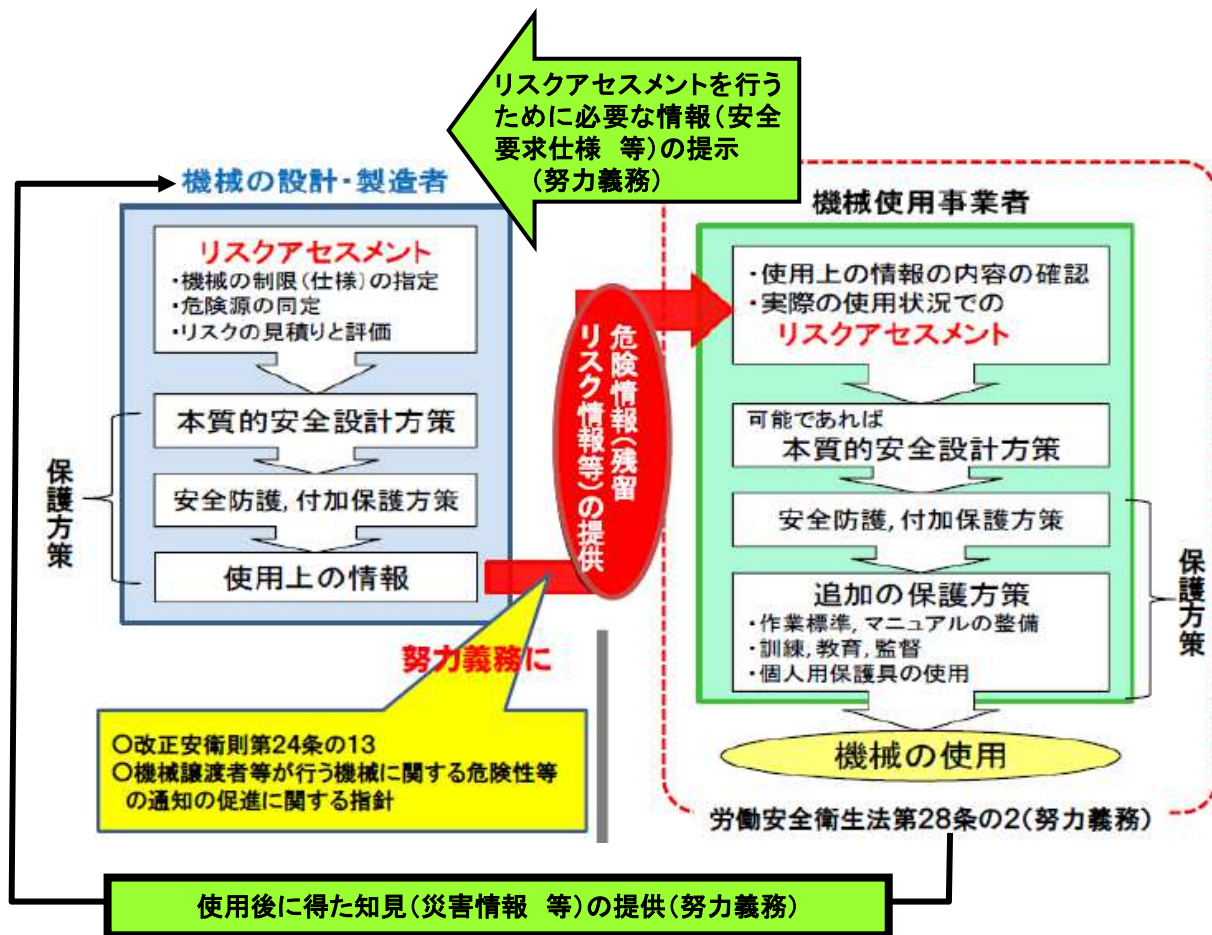 リスクアセスメントを行う
ために必要な情報(安全
要求仕様 等)の提示
(努力義務)
機械の設計・製造者
リスクアセスメント
・機械の制限(仕様)の指定
・危険源の同定
・リスクの見積りと評価
本質的安全設計方策
安全防護,付加保護方策
使用上の情報
保護方策
危険情報(残留
リスク情報等)の提供
努力義務に
○改正安衛則第24条の13
○機械譲渡者等が行う機械に関する危険性等
の通知の促進に関する指針
機械使用事業者
・使用上の情報の内容の確認
・実際の使用状況での
リスクアセスメント
可能であれば
本質的安全設計方策
安全防護,付加保護方策
追加の保護方策
・作業標準,マニュアルの整備
・訓練,教育,監督
・個人用保護具の使用
保護方策
機械の使用
労働安全衛生法第28条の2(努力義務)
使用後に得た知見(災害情報 等)の提供(努力義務)